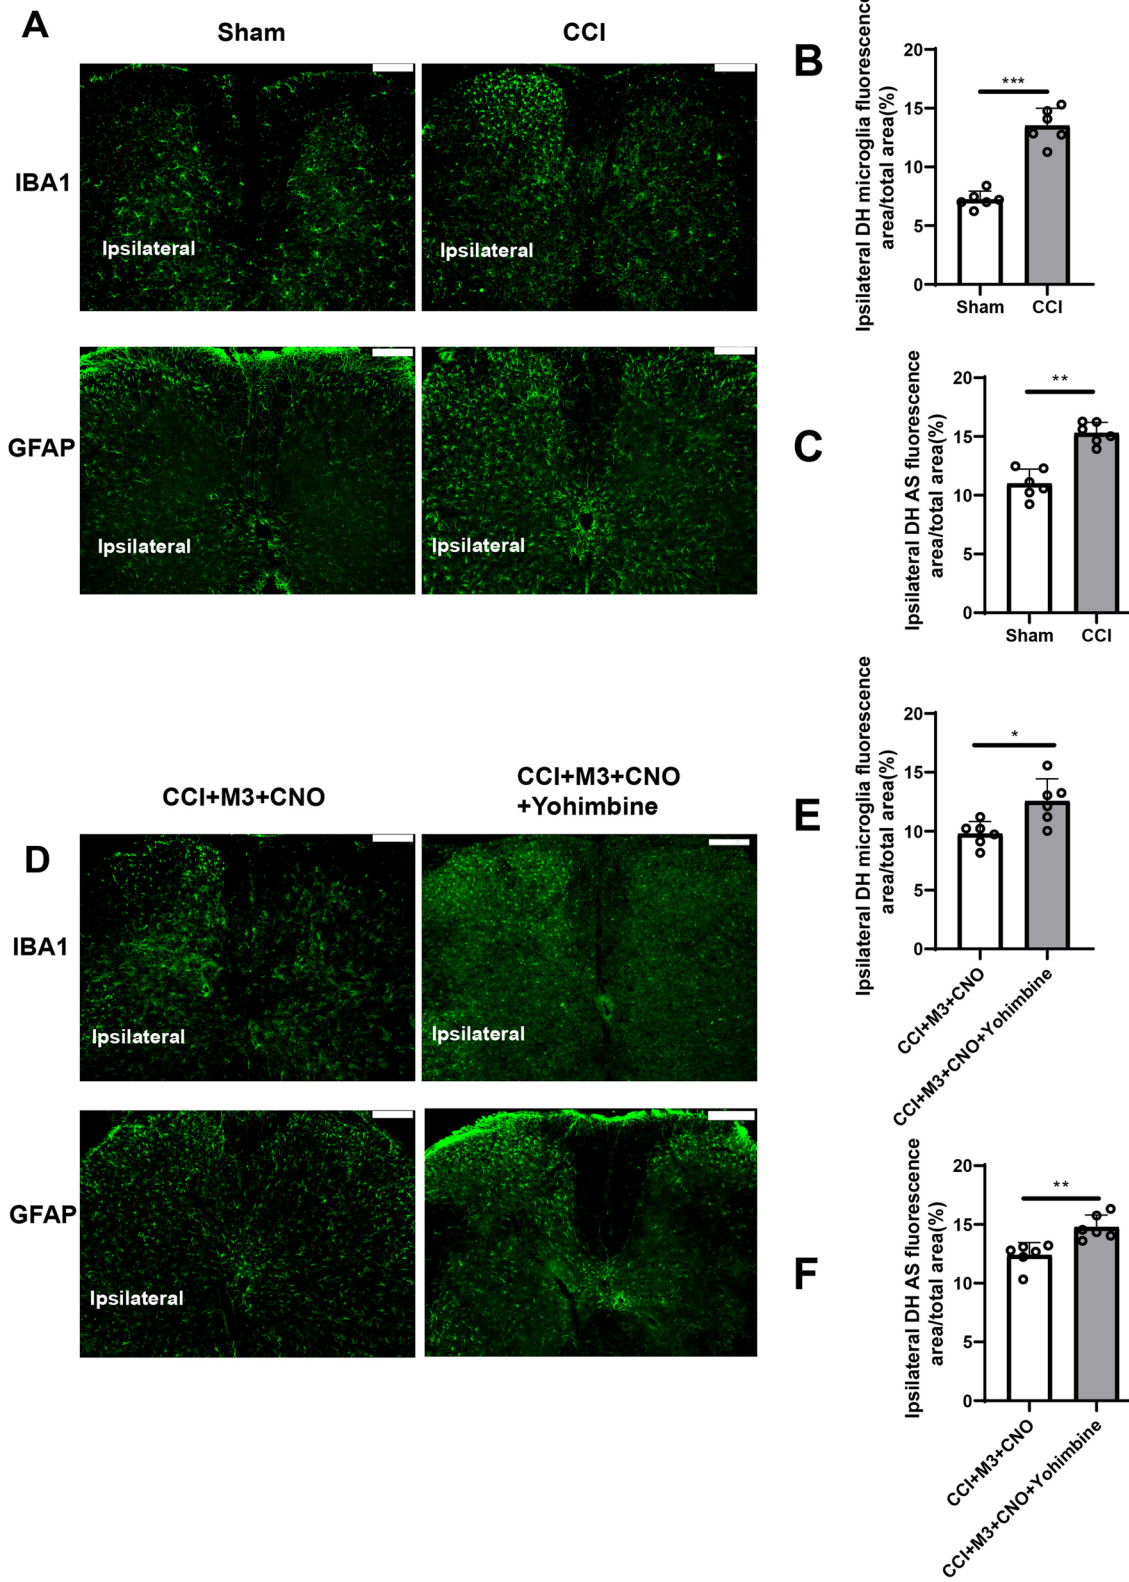 A
Sham
CCI
IBA1
Ipsilateral
Ipsilateral
GFAP
Ipsilateral
Ipsilateral
B
Ipsilateral DH microglia fluorescence
area/total area(%)
20
15
10
5
0
***
Sham
CCI
C
Ipsilateral DH AS fluorescence
area/total area(%)
20
15
10
5
0
**
Sham
CCI
D
CCI+M3+CNO
CCI+M3+CNO
+Yohimbine
IBA1
Ipsilateral
Ipsilateral
GFAP
Ipsilateral
E
Ipsilateral DH microglia fluorescence
area/total area(%)
20
15
10
5
0
*
CCI+M3+CNO
CCI+M3+CNO+Yohimbine
F
Ipsilateral DH AS fluorescence
area/total area(%)
20
15
10
5
0
**
CCI+M3+CNO
CCI+M3+CNO+Yohimbine